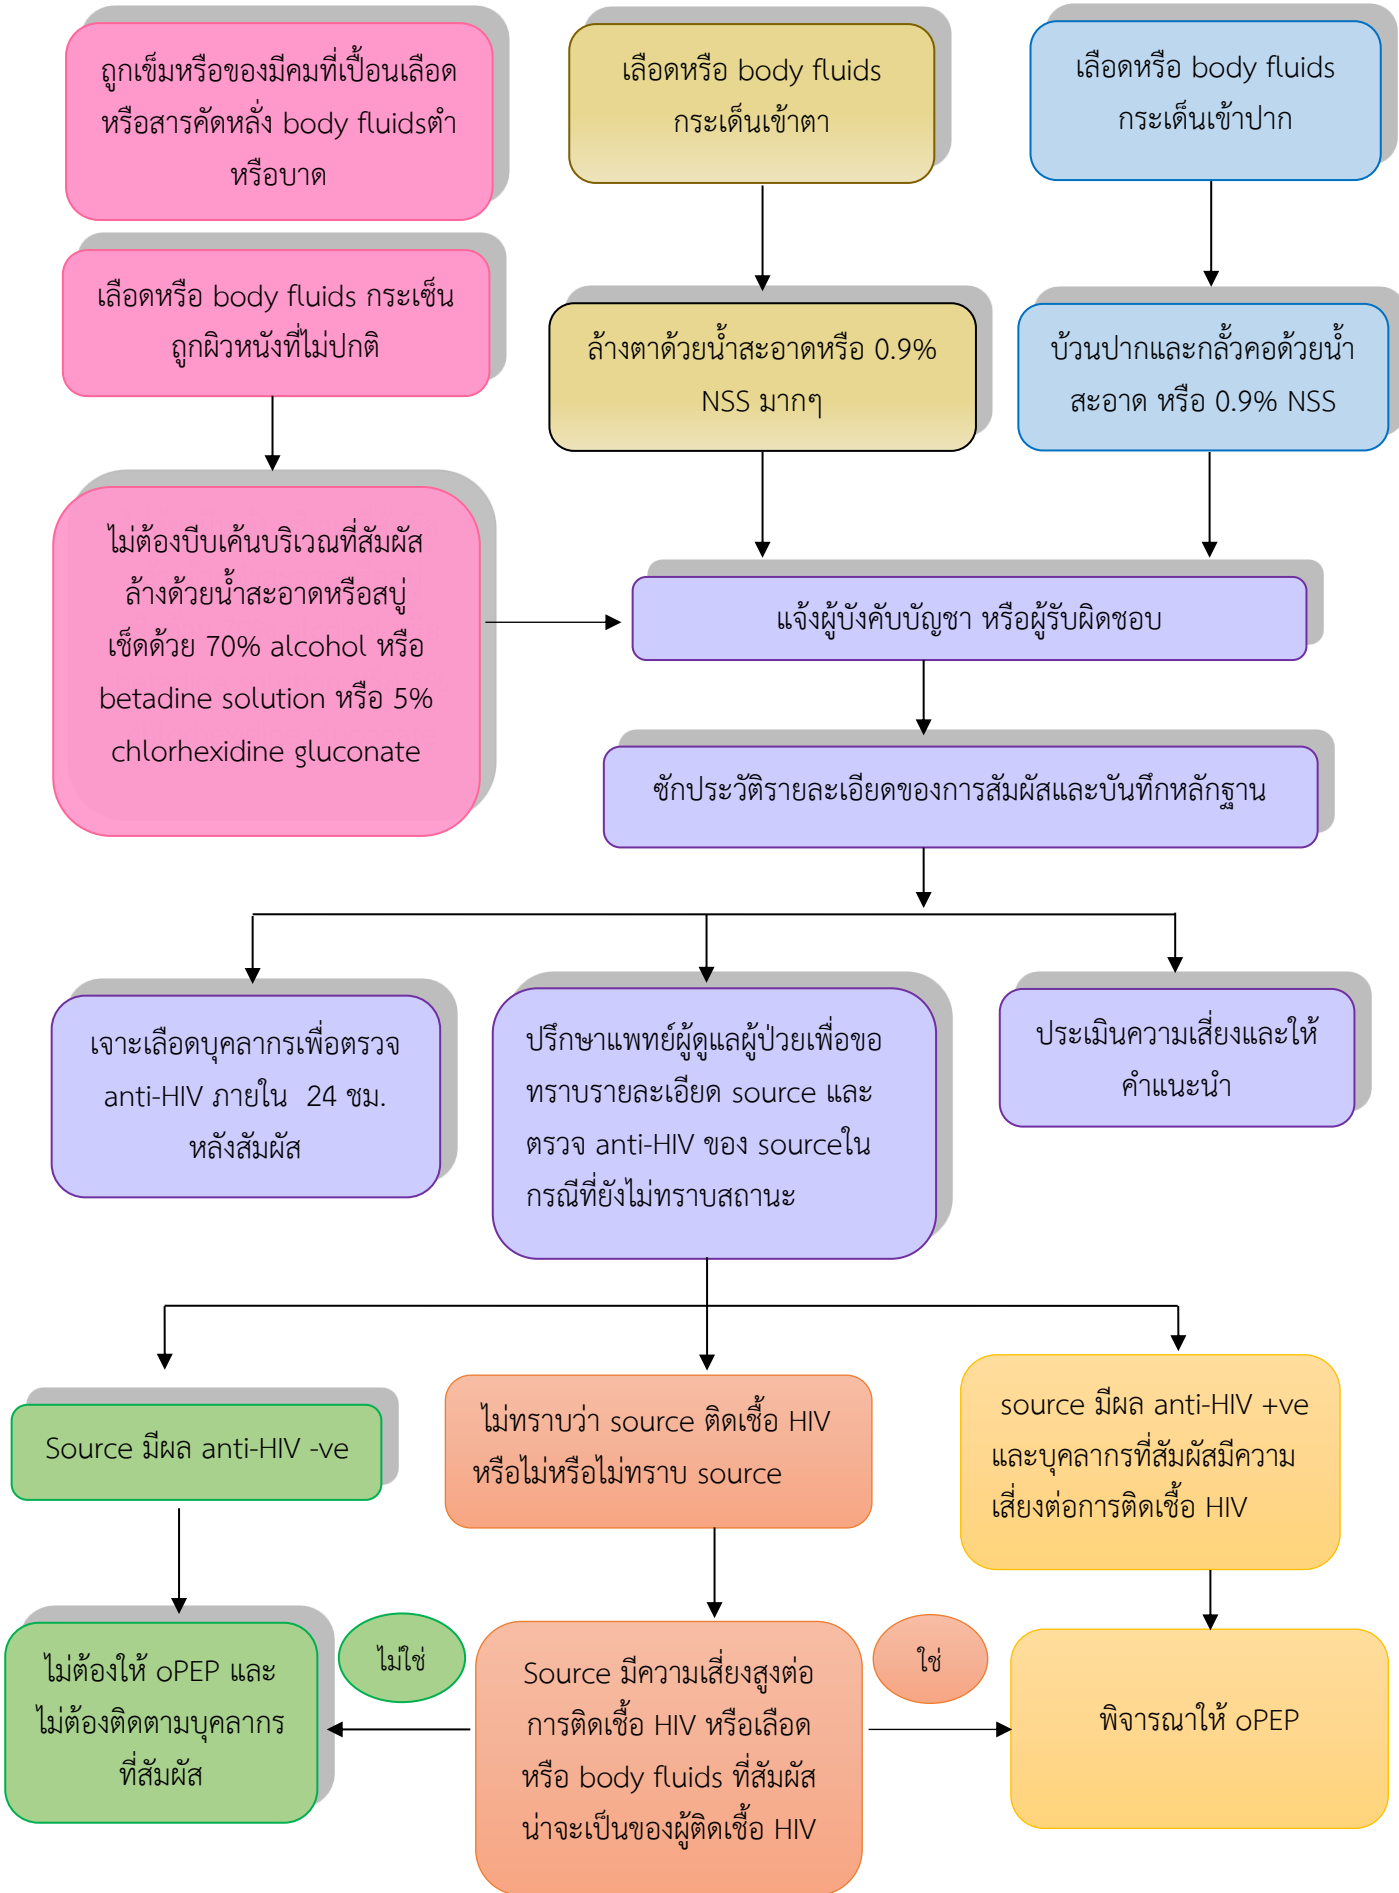 ถูกเข็มหรือของมีคมที่เปื้อนเลือด
หรือสารคัดหลั่ง body fluidsตำ
หรือบาด
เลือดหรือ body fluids
กระเด็นเข้าตา
เลือดหรือ body fluids
กระเด็นเข้าปาก
เลือดหรือ body fluids กระเซ็น
ถูกผิวหนังที่ไม่ปกติ
ล้างตาด้วยน้ำสะอาดหรือ 0.9%
NSS มากๆ
บ้วนปากและกลั้วคอด้วยน้ำ
สะอาด หรือ 0.9% NSS
ไม่ต้องบีบเค้นบริเวณที่สัมผัส
ล้างด้วยน้ำสะอาดหรือสบู่
เช็ดด้วย 70% alcohol หรือ
betadine solution หรือ 5%
chlorhexidine gluconate
แจ้งผู้บังคับบัญชา หรือผู้รับผิดชอบ
ซักประวัติรายละเอียดของการสัมผัสและบันทึกหลักฐาน
เจาะเลือดบุคลากรเพื่อตรวจ
anti-HIV ภายใน 24 ชม.
หลังสัมผัส
ปรึกษาแพทย์ผู้ดูแลผู้ป่วยเพื่อขอ
ทราบรายละเอียด source และ
ตรวจ anti-HIV ของ sourceใน
กรณีที่ยังไม่ทราบสถานะ
ประเมินความเสี่ยงและให้
คำแนะนำ
Source มีผล anti-HIV -ve
ไม่ทราบว่า source ติดเชื้อ HIV
หรือไม่หรือไม่ทราบ source
source มีผล anti-HIV +ve
และบุคลากรที่สัมผัสมีความ
เสี่ยงต่อการติดเชื้อ HIV
ไม่ต้องให้ oPEP และ
ไม่ต้องติดตามบุคลากร
ที่สัมผัส
ไม่ใช่
Source มีความเสี่ยงสูงต่อ
การติดเชื้อ HIV หรือเลือด
หรือ body fluids ที่สัมผัส
น่าจะเป็นของผู้ติดเชื้อ HIV
ใช่
พิจารณาให้ oPEP